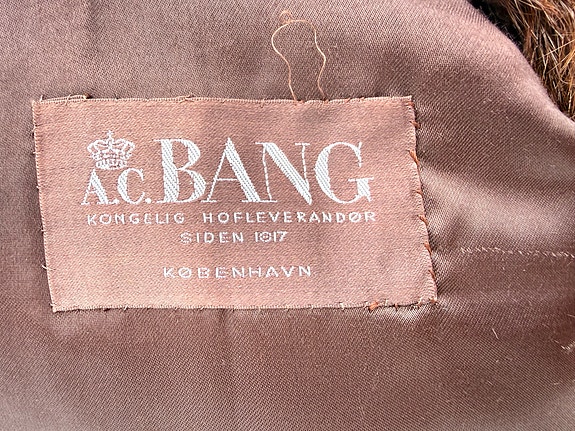 A.C. BANG
KONGELIG HOFLEVERANDØR
SIDEN 1817
KØBENHAVN